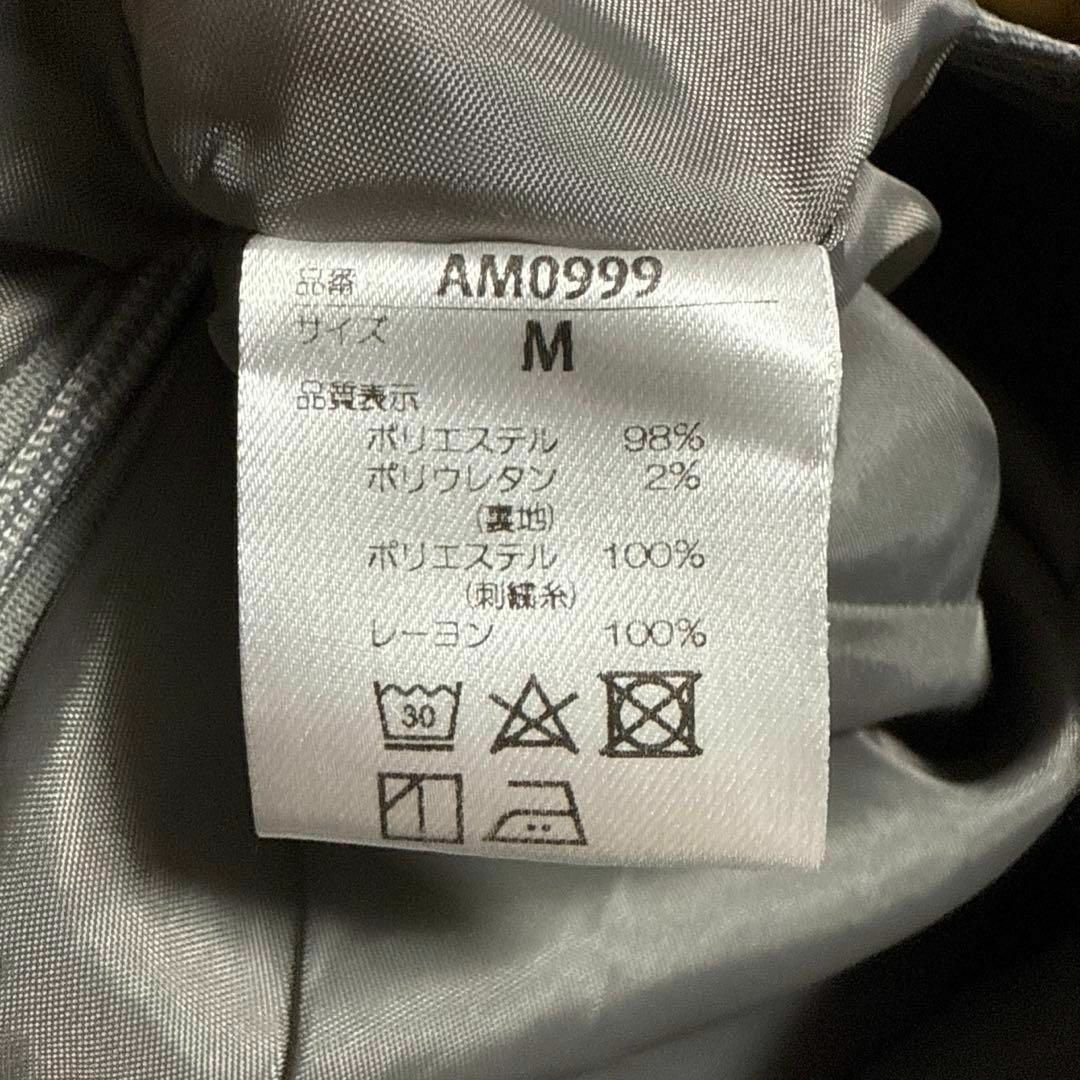 品番 AM0999
サイズ M
品質表示
ポリエステル 98%
ポリウレタン 2%
(裏地)
ポリエステル 100%
(刺繍糸)
レーヨン 100%
30